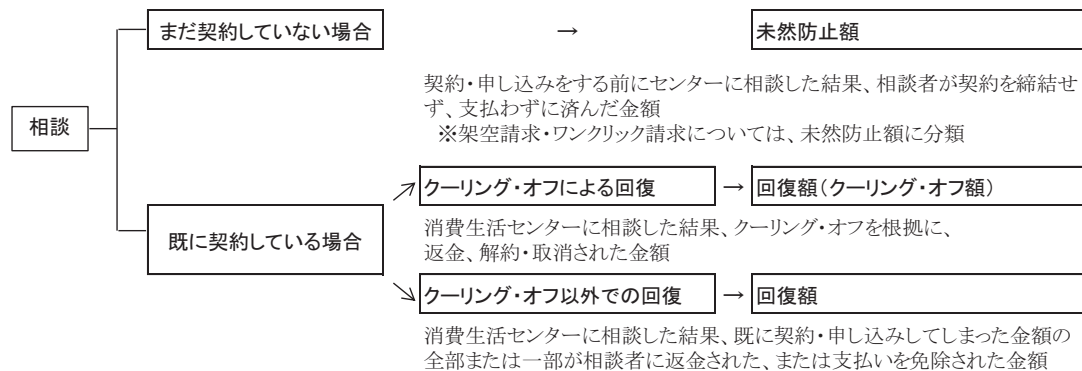 まだ契約していない場合 → 未然防止額
契約・申し込みをする前にセンターに相談した結果、相談者が契約を締結せ
ず、支払わずに済んだ金額
※架空請求・ワンクリック請求については、未然防止額に分類
相談
クーリング・オフによる回復 → 回復額(クーリング・オフ額)
消費生活センターに相談した結果、クーリング・オフを根拠に、
返金、解約・取消された金額
既に契約している場合
クーリング・オフ以外での回復 → 回復額
消費生活センターに相談した結果、既に契約・申し込みしてしまった金額の
全部または一部が相談者に返金された、または支払いを免除された金額